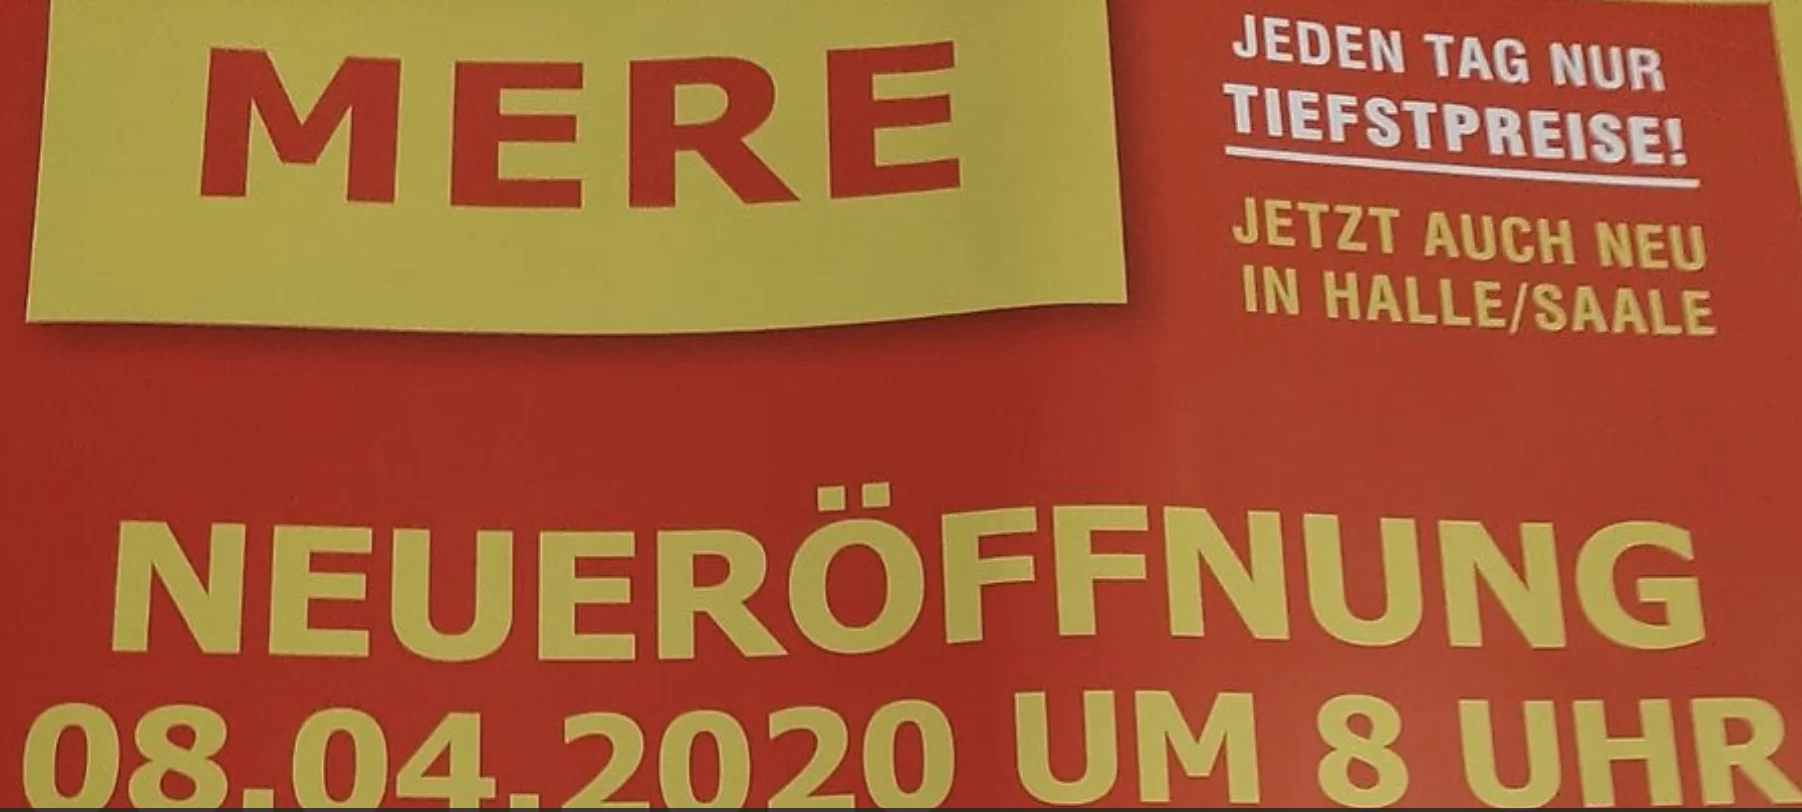 MERE
JEDEN TAG NUR
TIEFSTPREISE!
JETZT AUCH NEU
IN HALLE/SAALE
NEUERÖFFNUNG
08.04.2020 UM 8 UHR